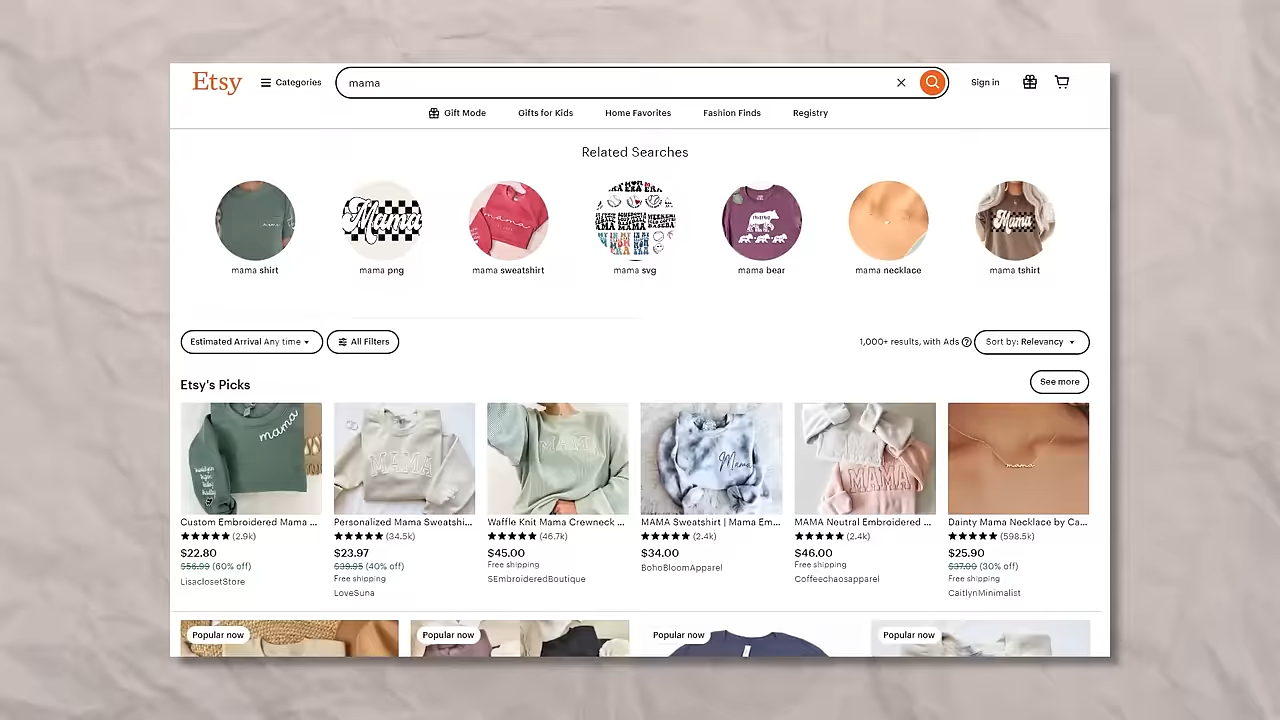 Etsy
Categories
mama
Sign in
Gift Mode
Gifts for Kids
Home Favorites
Fashion Finds
Registry
Related Searches
mama shirt
mama png
mama sweatshirt
mama svg
mama bear
mama necklace
mama tshirt
Estimated Arrival Any time
All Filters
1,000+ results, with Ads
Sort by: Relevancy
Etsy's Picks
See more
mama
MAMA
MAMA
Mama
MAMA
mama
Custom Embroidered Mama ...
Personalized Mama Sweatshi...
Waffle Knit Mama Crewneck ...
MAMA Sweatshirt | Mama Em...
MAMA Neutral Embroidered ...
Dainty Mama Necklace by Ca...
(2.9k)
(34.5k)
(46.7k)
(2.4k)
(2.4k)
(598.5k)
$22.80
$23.97
$45.00
$34.00
$46.00
$25.90
$56.99 (60% off)
$39.95 (40% off)
Free shipping
Free shipping
$37.00 (30% off)
LisaclosetStore
Free shipping
SEmbroideredBoutique
BohoBloomApparel
Coffeechaosapparel
Free shipping
LoveSuna
CaitlynMinimalist
Popular now
Popular now
Popular now
Popular now